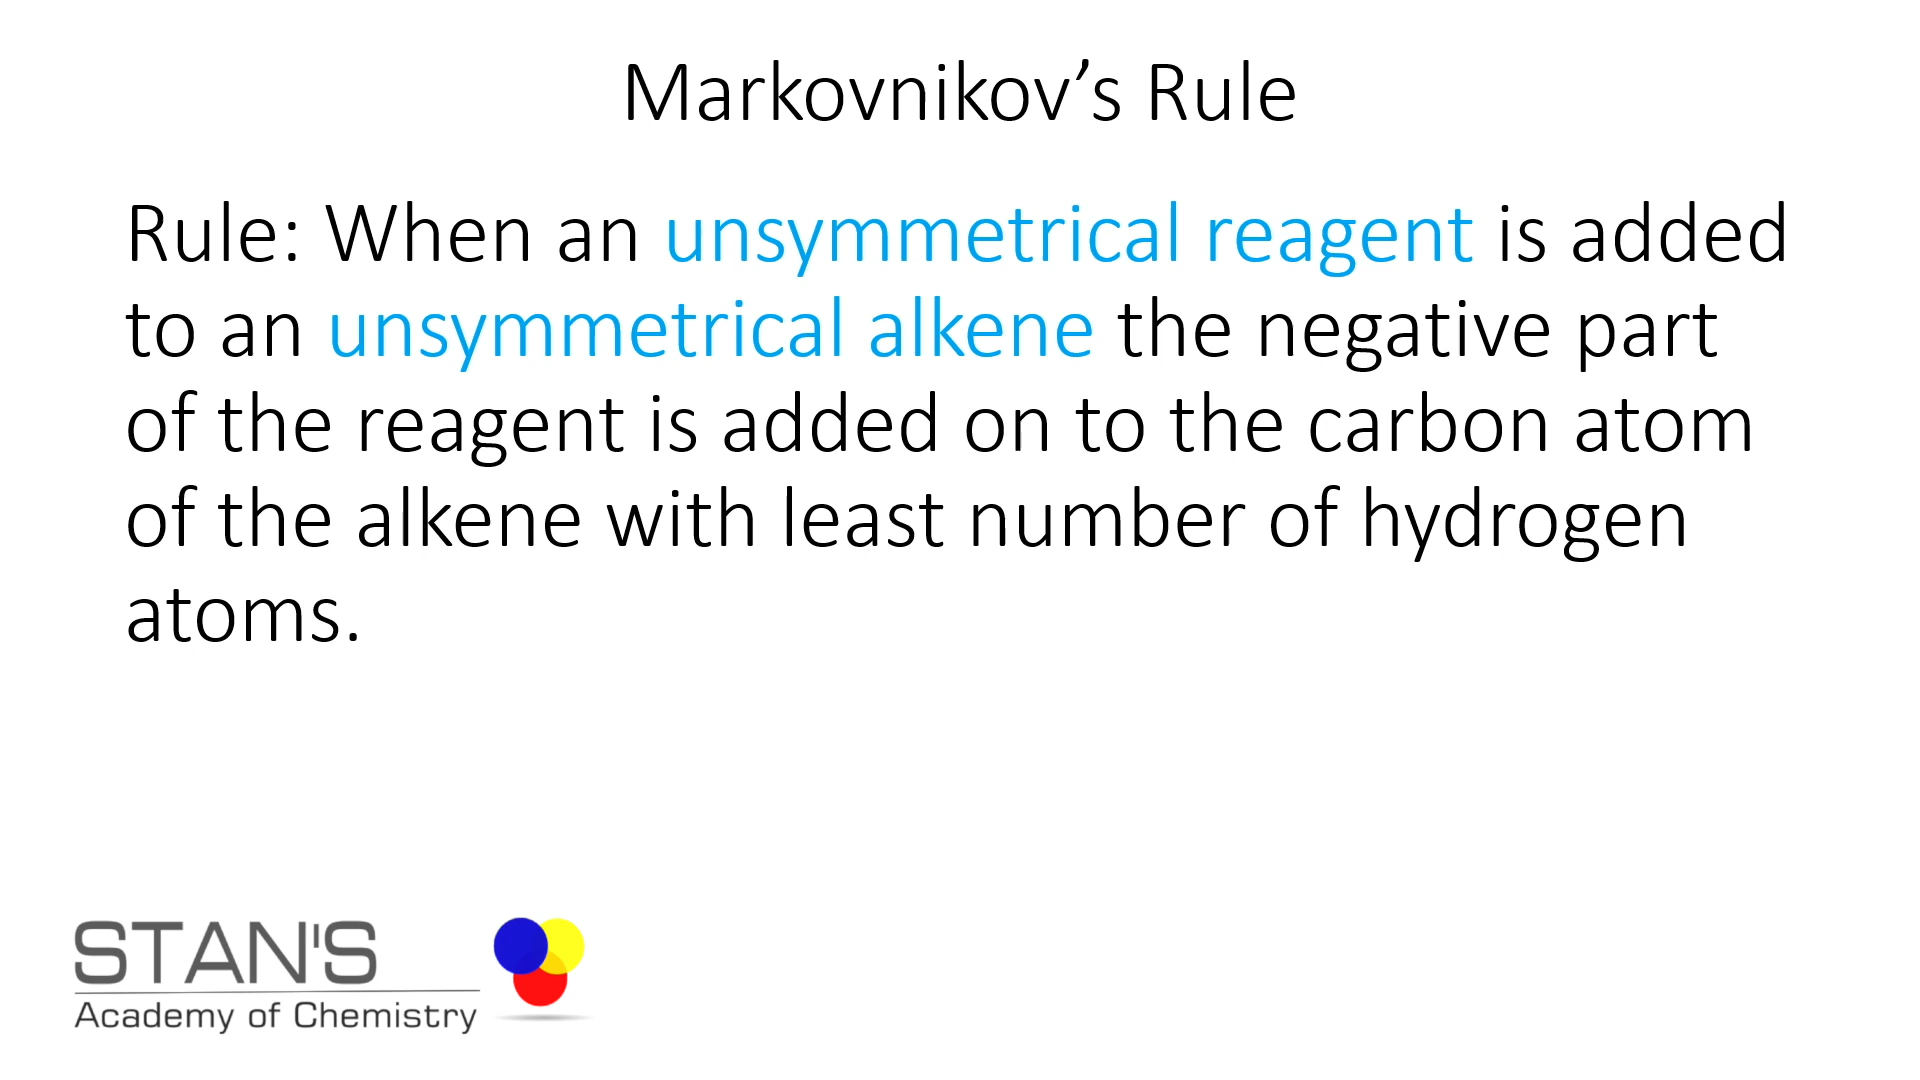 Markovnikov’s Rule
Rule: When an unsymmetrical reagent is added
to an unsymmetrical alkene the negative part
of the reagent is added on to the carbon atom
of the alkene with least number of hydrogen
atoms.
STAN'S
Academy of Chemistry